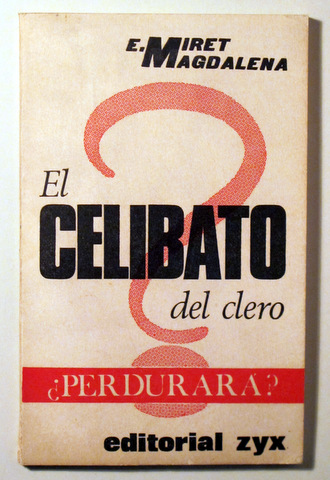 E. MIRET
MAGDALENA
?
El
CELIBATO
del clero
¿PERDURARÁ?
editorial zyx